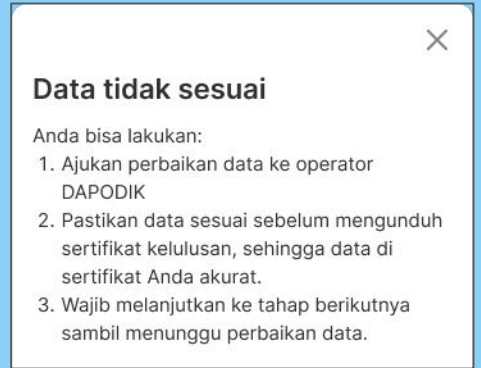 Data tidak sesuai
Anda bisa lakukan:
1. Ajukan perbaikan data ke operator
DAPODIK
2. Pastikan data sesuai sebelum mengunduh
sertifikat kelulusan, sehingga data di
sertifikat Anda akurat.
3. Wajib melanjutkan ke tahap berikutnya
sambil menunggu perbaikan data.